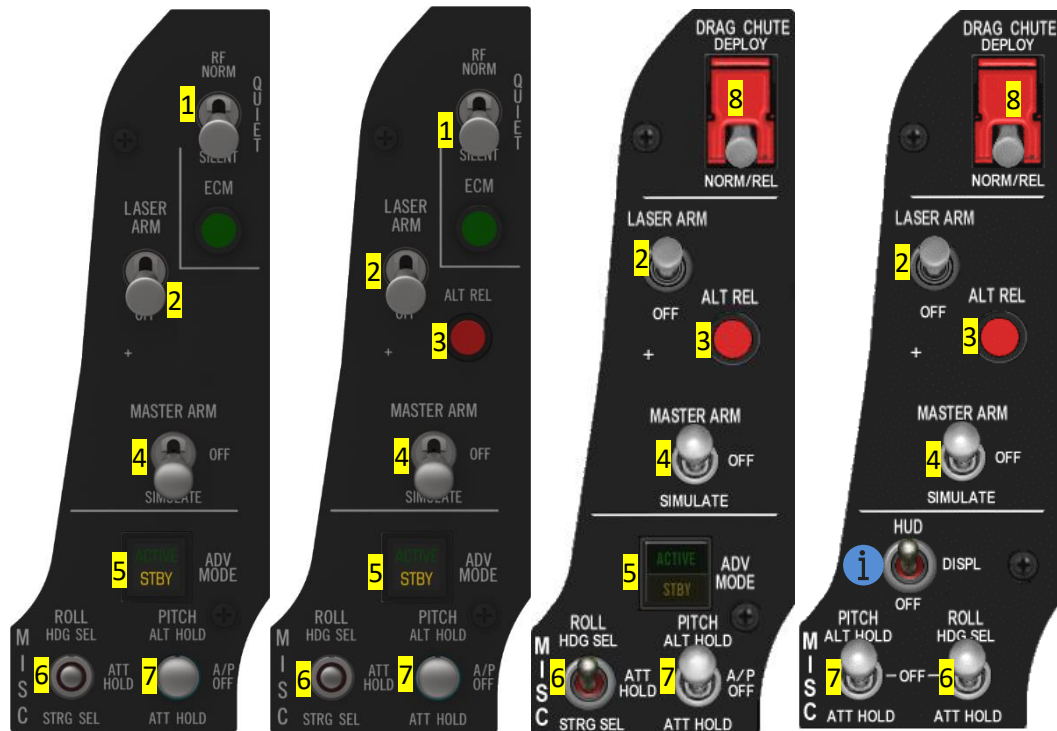 RF
NORM
1
QUIET
SILENT
ECM
LASER
ARM
2
OFF
+
MASTER ARM
4
OFF
SIMULATE
ACTIVE
STBY
5
ADV
MODE
ROLL
HDG SEL
PITCH
ALT HOLD
MISC
6
ATT
HOLD
7
A/P
OFF
STRG SEL
ATT HOLD
RF
NORM
1
QUIET
SILENT
ECM
LASER
ARM
2
OFF
ALT REL
3
+
MASTER ARM
4
OFF
SIMULATE
ACTIVE
STBY
5
ADV
MODE
ROLL
HDG SEL
PITCH
ALT HOLD
MISC
6
ATT
HOLD
7
A/P
OFF
STRG SEL
ATT HOLD
DRAG CHUTE
DEPLOY
8
NORM/REL
LASER ARM
2
OFF
ALT REL
3
+
MASTER ARM
4
OFF
SIMULATE
ACTIVE
STBY
5
ADV
MODE
ROLL
HDG SEL
PITCH
ALT HOLD
MISC
6
ATT
HOLD
7
A/P
OFF
STRG SEL
ATT HOLD
DRAG CHUTE
DEPLOY
8
NORM/REL
LASER ARM
2
OFF
ALT REL
3
+
MASTER ARM
4
OFF
SIMULATE
HUD
i
DISPL
OFF
PITCH
ALT HOLD
ROLL
HDG SEL
MISC
7
OFF
6
ATT HOLD
ATT HOLD